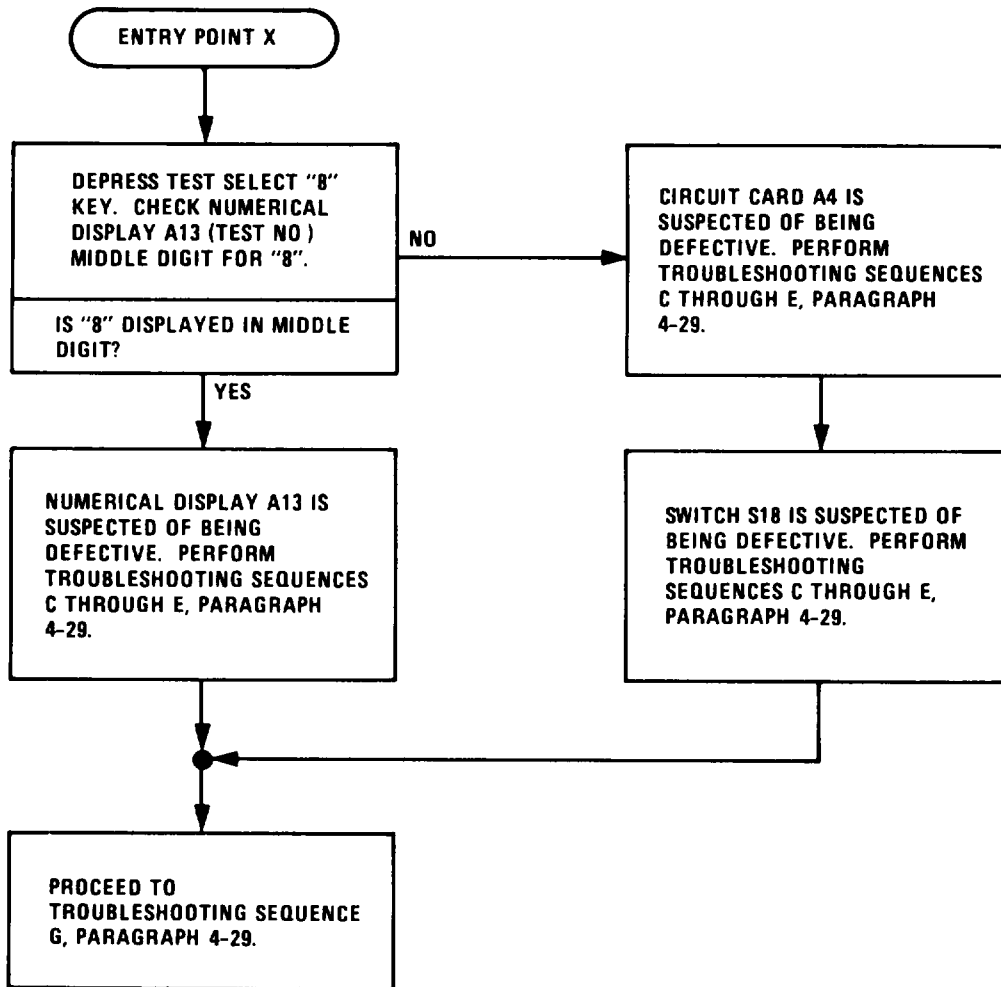 ENTRY POINT X
DEPRESS TEST SELECT "8"
KEY. CHECK NUMERICAL
DISPLAY A13 (TEST NO )
MIDDLE DIGIT FOR "8".
IS "8" DISPLAYED IN MIDDLE
DIGIT?
NO
CIRCUIT CARD A4 IS
SUSPECTED OF BEING
DEFECTIVE. PERFORM
TROUBLESHOOTING SEQUENCES
C THROUGH E, PARAGRAPH
4-29.
YES
NUMERICAL DISPLAY A13 IS
SUSPECTED OF BEING
DEFECTIVE. PERFORM
TROUBLESHOOTING SEQUENCES
C THROUGH E, PARAGRAPH
4-29.
SWITCH S18 IS SUSPECTED OF
BEING DEFECTIVE. PERFORM
TROUBLESHOOTING
SEQUENCES C THROUGH E,
PARAGRAPH 4-29.
PROCEED TO
TROUBLESHOOTING SEQUENCE
G, PARAGRAPH 4-29.